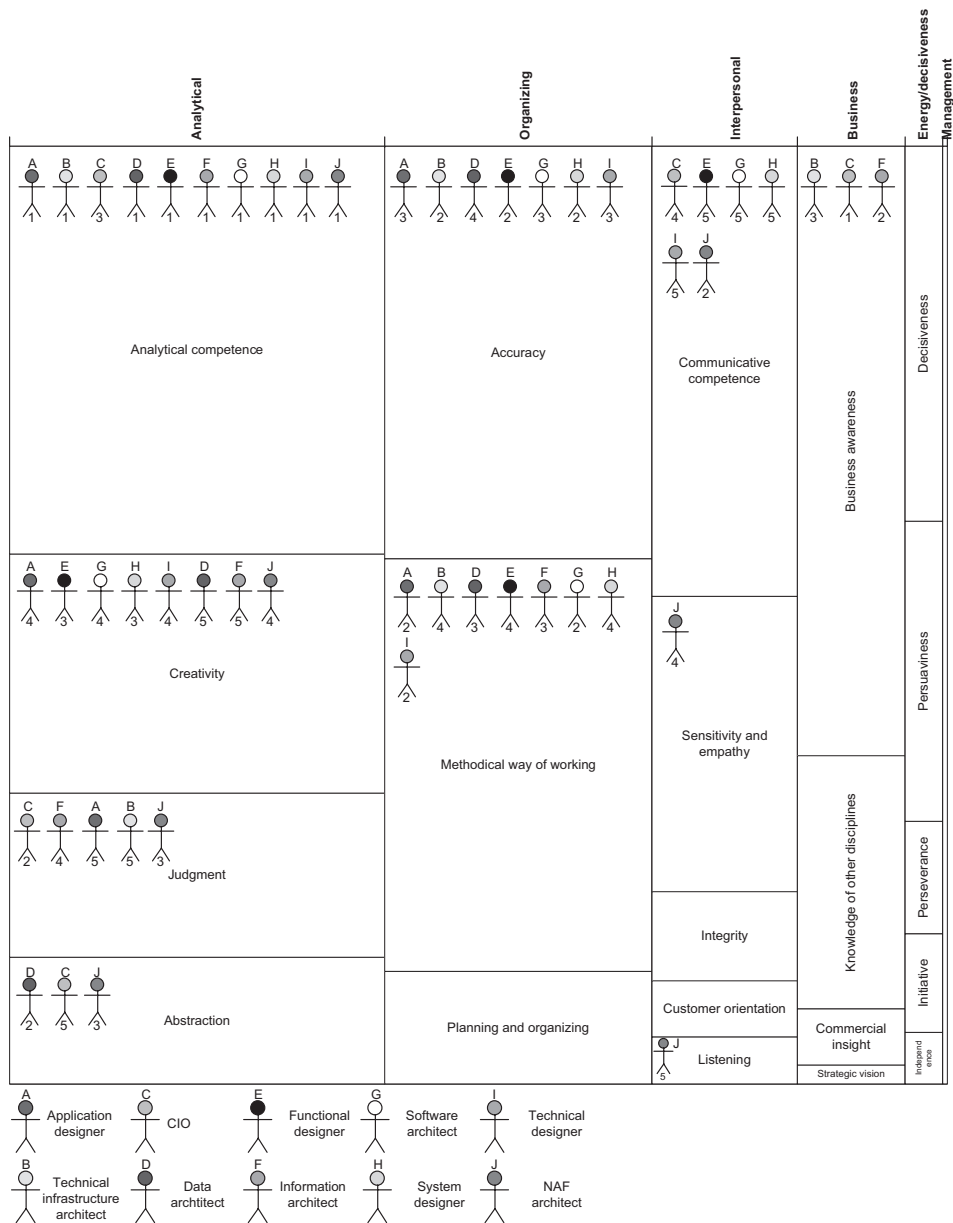 Analytical
Organizing
Interpersonal
Business
Energy/decisiveness
Management
A B C D E F G H I J
1 1 3 1 1 1 1 1 1 1
Analytical competence
A B D E G H I
3 2 4 2 3 2 3
Accuracy
C E G H
4 5 5 5
I J
5 2
Communicative
competence
B C F
3 1 2
Business awareness
Decisiveness
A E G H I D F J
4 3 4 3 4 5 5 4
Creativity
A B D E F G H
2 4 3 4 3 2 4
I
2
Methodical way of working
J
4
Sensitivity and
empathy
Persuaviness
C F A B J
2 4 5 5 3
Judgment
Knowledge of other disciplines
Perseverance
Integrity
D C J
2 5 3
Abstraction
Planning and organizing
Customer orientation
J
5
Listening
Commercial
insight
Strategic vision
Initiative
Independ
ence
A
Application
designer
C
CIO
E
Functional
designer
G
Software
architect
I
Technical
designer
B
Technical
infrastructure
architect
D
Data
archtitect
F
Information
architect
H
System
designer
J
NAF
architect